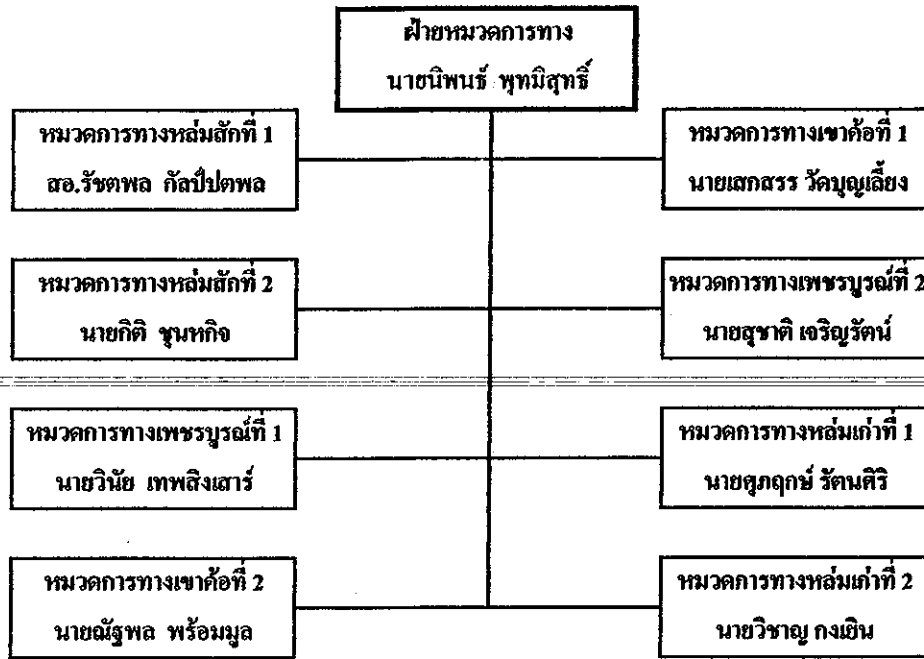 ฝ่ายหมวดการทาง
นายนิพนธ์ พุทมิสุทธิ์
หมวดการทางหล่มสักที่ 1
สอ.รัชตพล กัลป์ปตพล
หมวดการทางเขาค้อที่ 1
นายเสกสรร วัดบุญเลี้ยง
หมวดการทางหล่มสักที่ 2
นายกิติ ชุนหกิจ
หมวดการทางเพชรบูรณ์ที่ 2
นายสุชาติ เจริญรัตน์
หมวดการทางเพชรบูรณ์ที่ 1
นายวินัย เทพสิงเสาร์
หมวดการทางหล่มเก่าที่ 1
นายศุภฤกษ์ รัตนศิริ
หมวดการทางเขาค้อที่ 2
นายณัฐพล พร้อมมูล
หมวดการทางหล่มเก่าที่ 2
นายวิชาญ กงเยิน